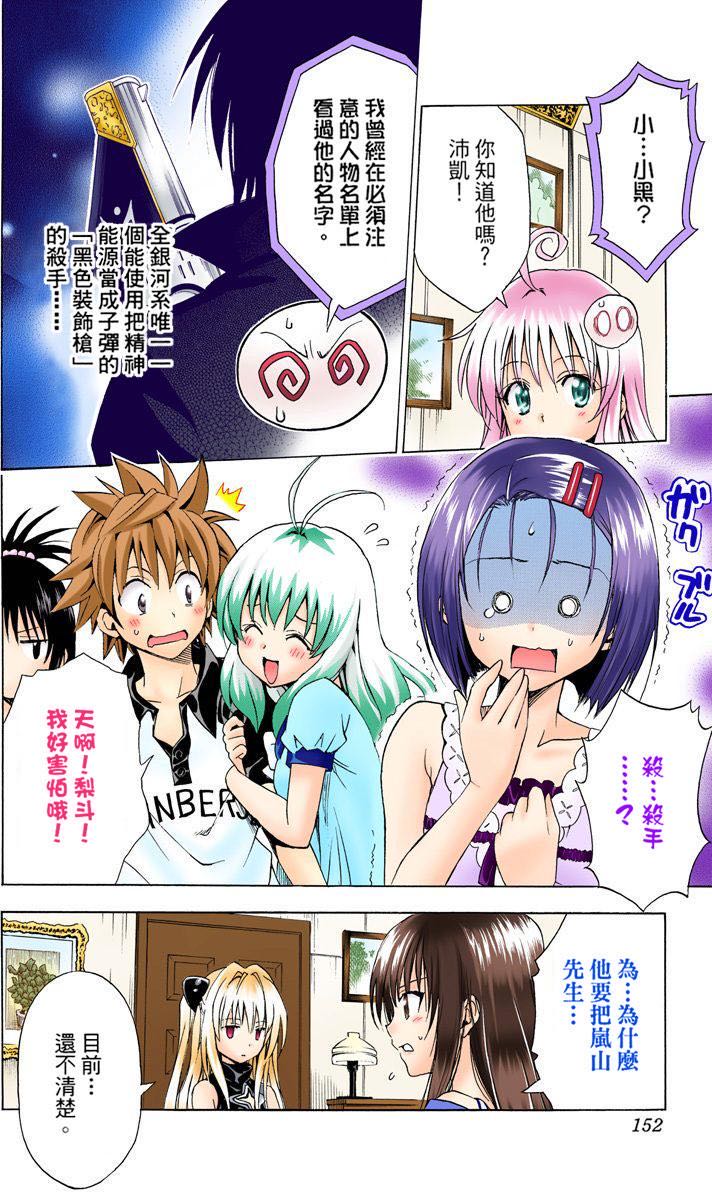 小…小黑？
你知道他嗎？
沛凱！
我曾經在必須注
意的人物名單上
看過他的名字。
全銀河系唯一一
個能使用把精神
能源當成子彈的
「黑色裝飾槍」
的殺手……
ガク
ブル
殺…殺手
……？
天啊！梨斗！
我好害怕哦！
NBERS
為…為什麼
他要把嵐山
先生…
目前…
還不清楚。
152